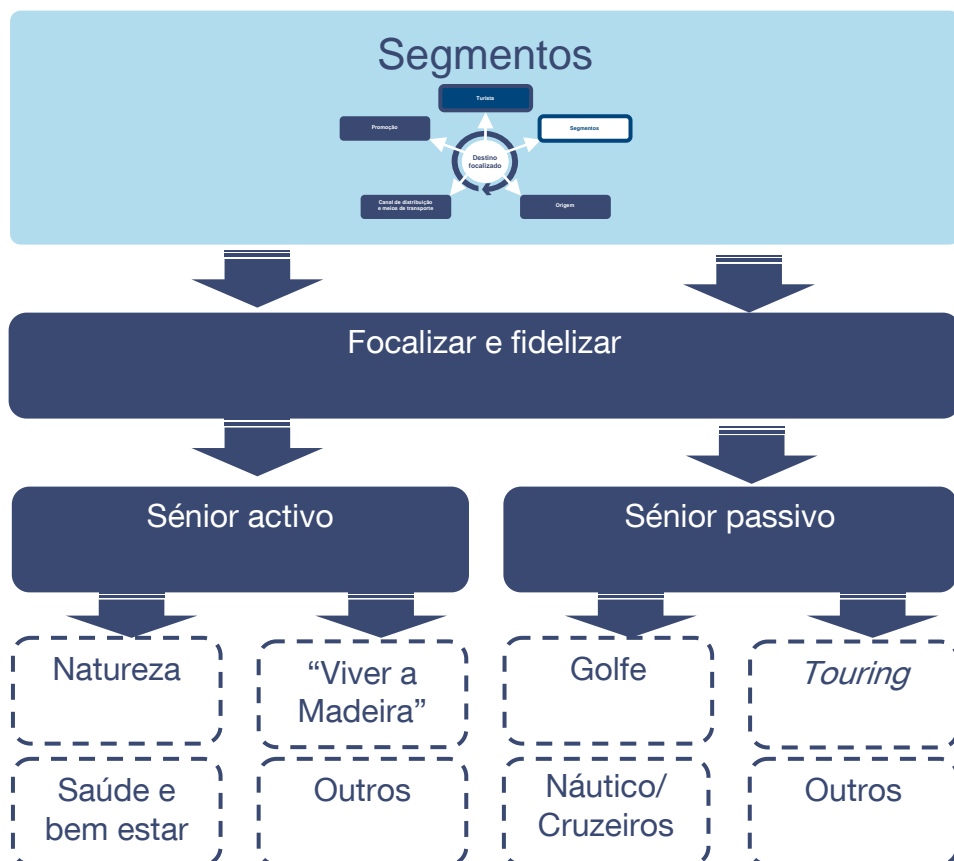 Segmentos
Turista
Promoção
Segmentos
Destino
focalizado
Canal de distribuição
e meios de transporte
Origem
Focalizar e fidelizar
Sénior activo
Sénior passivo
Natureza
“Viver a
Madeira”
Golfe
Touring
Saúde e
bem estar
Outros
Náutico/
Cruzeiros
Outros